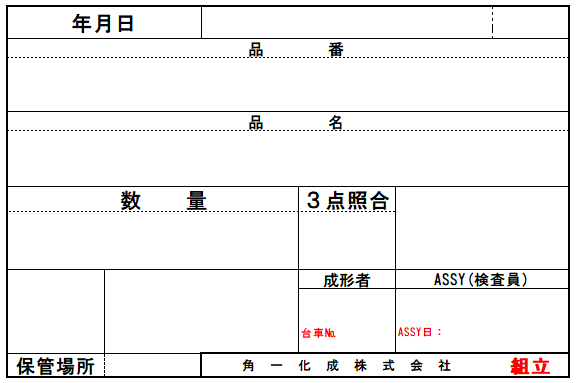 年月日
品 番
品 名
数 量 3点照合
成形者 ASSY(検査員)
台車№ ASSY日：
保管場所 角一化成株式会社 組立